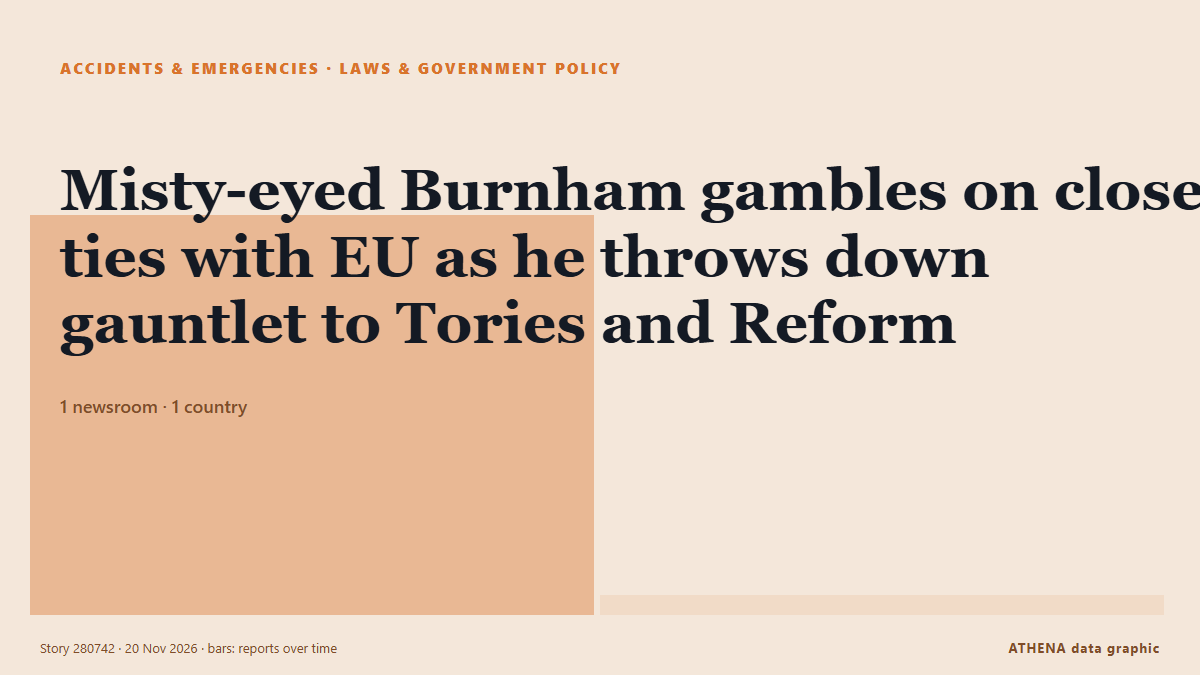 ACCIDENTS & EMERGENCIES · LAWS & GOVERNMENT POLICY
Misty-eyed Burnham gambles on close
ties with EU as he throws down
gauntlet to Tories and Reform
1 newsroom · 1 country
Story 280742 · 20 Nov 2026 · bars: reports over time
ATHENA data graphic